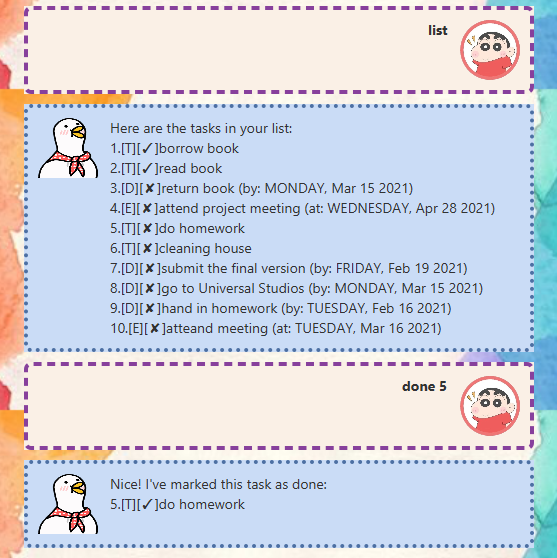 list
Here are the tasks in your list:
1.[T][✓]borrow book
2.[T][✓]read book
3.[D][✘]return book (by: MONDAY, Mar 15 2021)
4.[E][✘]attend project meeting (at: WEDNESDAY, Apr 28 2021)
5.[T][✘]do homework
6.[T][✘]cleaning house
7.[D][✘]submit the final version (by: FRIDAY, Feb 19 2021)
8.[D][✘]go to Universal Studios (by: MONDAY, Mar 15 2021)
9.[D][✘]hand in homework (by: TUESDAY, Feb 16 2021)
10.[E][✘]atteand meeting (at: TUESDAY, Mar 16 2021)
done 5
Nice! I've marked this task as done:
5.[T][✓]do homework